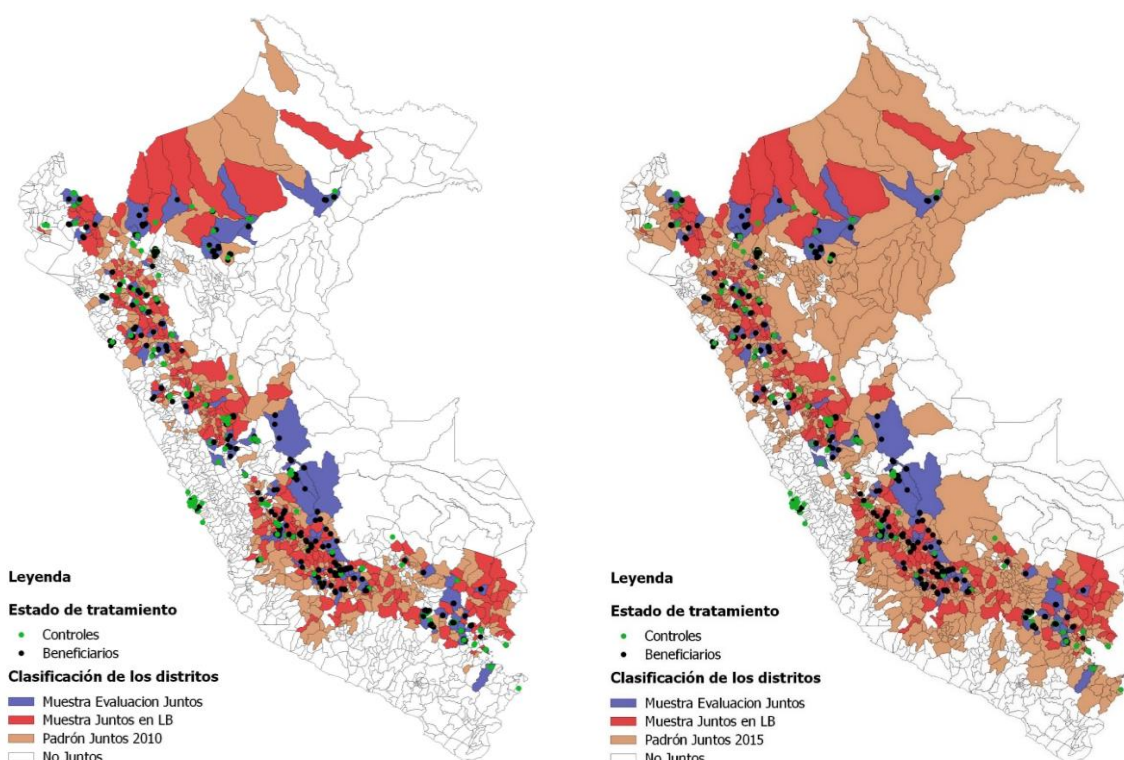 Leyenda
Estado de tratamiento
Controles
Beneficiarios
Clasificación de los distritos
Muestra Evaluacion Juntos
Muestra Juntos en LB
Padrón Juntos 2010
No Juntos
Leyenda
Estado de tratamiento
Controles
Beneficiarios
Clasificación de los distritos
Muestra Evaluacion Juntos
Muestra Juntos en LB
Padrón Juntos 2015
No Juntos